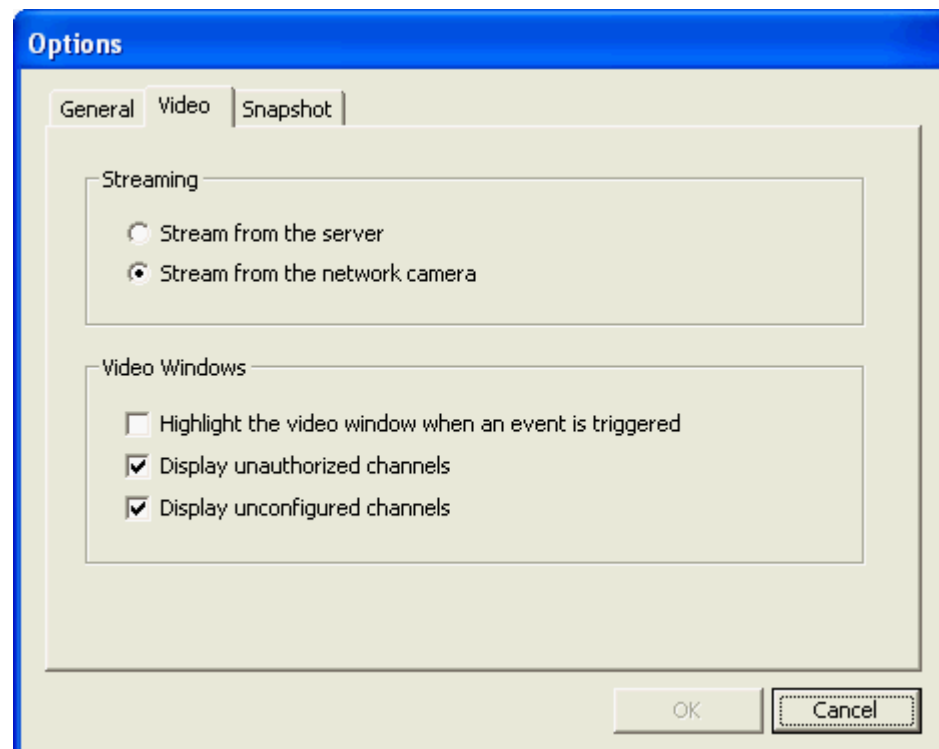 Options
General Video Snapshot
Streaming
Stream from the server
Stream from the network camera
Video Windows
Highlight the video window when an event is triggered
Display unauthorized channels
Display unconfigured channels
OK Cancel